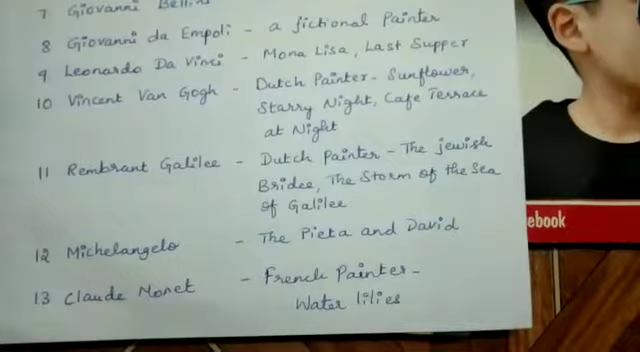 7 Giovanni Bellini
8 Giovanni da Empoli - a fictional Painter
9 Leonardo Da Vinci - Mona Lisa, Last Supper
10 Vincent Van Gogh - Dutch Painter - Sunflower,
Starry Night, Cafe Terrace
at Night
11 Rembrant Galilee - Dutch Painter - The jewish
Bridee, The Storm of the Sea
of Galilee
12 Michelangelo - The Pieta and David
13 Claude Monet - French Painter -
Water lilies
ebook